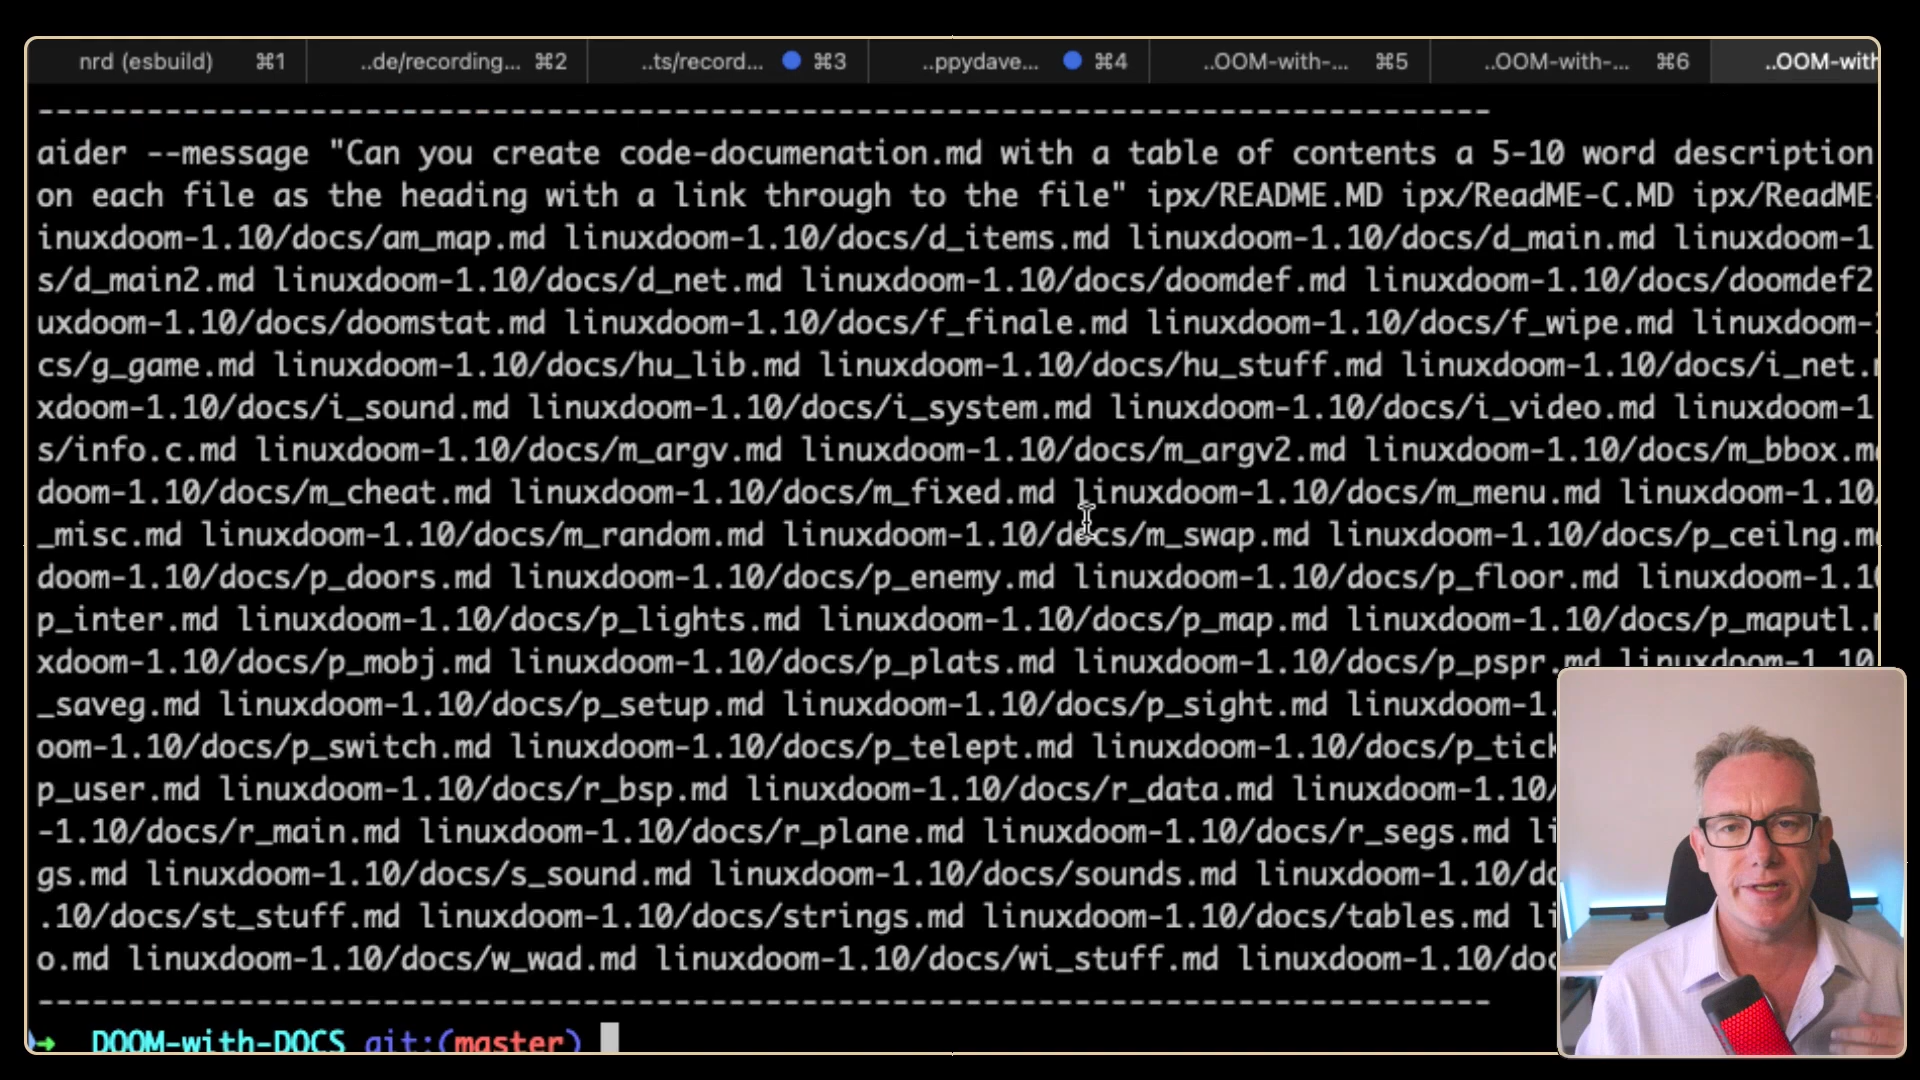 nrd (esbuild) ⌘1 ..de/recording... ⌘2 ..ts/record... ⌘3 ..ppydave... ⌘4 ..OOM-with-... ⌘5 ..OOM-with-... ⌘6 ..OOM-with
--------------------------------------------------------------------------------
aider --message "Can you create code-documenation.md with a table of contents a 5-10 word description
on each file as the heading with a link through to the file" ipx/README.MD ipx/ReadME-C.MD ipx/ReadME-
inuxdoom-1.10/docs/am_map.md linuxdoom-1.10/docs/d_items.md linuxdoom-1.10/docs/d_main.md linuxdoom-1
s/d_main2.md linuxdoom-1.10/docs/d_net.md linuxdoom-1.10/docs/doomdef.md linuxdoom-1.10/docs/doomdef2
uxdoom-1.10/docs/doomstat.md linuxdoom-1.10/docs/f_finale.md linuxdoom-1.10/docs/f_wipe.md linuxdoom-
cs/g_game.md linuxdoom-1.10/docs/hu_lib.md linuxdoom-1.10/docs/hu_stuff.md linuxdoom-1.10/docs/i_net.
xdoom-1.10/docs/i_sound.md linuxdoom-1.10/docs/i_system.md linuxdoom-1.10/docs/i_video.md linuxdoom-1
s/info.c.md linuxdoom-1.10/docs/m_argv.md linuxdoom-1.10/docs/m_argv2.md linuxdoom-1.10/docs/m_bbox.m
doom-1.10/docs/m_cheat.md linuxdoom-1.10/docs/m_fixed.md linuxdoom-1.10/docs/m_menu.md linuxdoom-1.10/
_misc.md linuxdoom-1.10/docs/m_random.md linuxdoom-1.10/docs/m_swap.md linuxdoom-1.10/docs/p_ceilng.m
doom-1.10/docs/p_doors.md linuxdoom-1.10/docs/p_enemy.md linuxdoom-1.10/docs/p_floor.md linuxdoom-1.10
p_inter.md linuxdoom-1.10/docs/p_lights.md linuxdoom-1.10/docs/p_map.md linuxdoom-1.10/docs/p_maputl.
xdoom-1.10/docs/p_mobj.md linuxdoom-1.10/docs/p_plats.md linuxdoom-1.10/docs/p_pspr.md linuxdoom-1.10
_saveg.md linuxdoom-1.10/docs/p_setup.md linuxdoom-1.10/docs/p_sight.md linuxdoom-1.
oom-1.10/docs/p_switch.md linuxdoom-1.10/docs/p_telept.md linuxdoom-1.10/docs/p_tick
p_user.md linuxdoom-1.10/docs/r_bsp.md linuxdoom-1.10/docs/r_data.md linuxdoom-1.10/
-1.10/docs/r_main.md linuxdoom-1.10/docs/r_plane.md linuxdoom-1.10/docs/r_segs.md li
gs.md linuxdoom-1.10/docs/s_sound.md linuxdoom-1.10/docs/sounds.md linuxdoom-1.10/do
.10/docs/st_stuff.md linuxdoom-1.10/docs/strings.md linuxdoom-1.10/docs/tables.md li
o.md linuxdoom-1.10/docs/w_wad.md linuxdoom-1.10/docs/wi_stuff.md linuxdoom-1.10/doc
--------------------------------------------------------------------------------
➜ DOOM-with-DOCS git:(master)